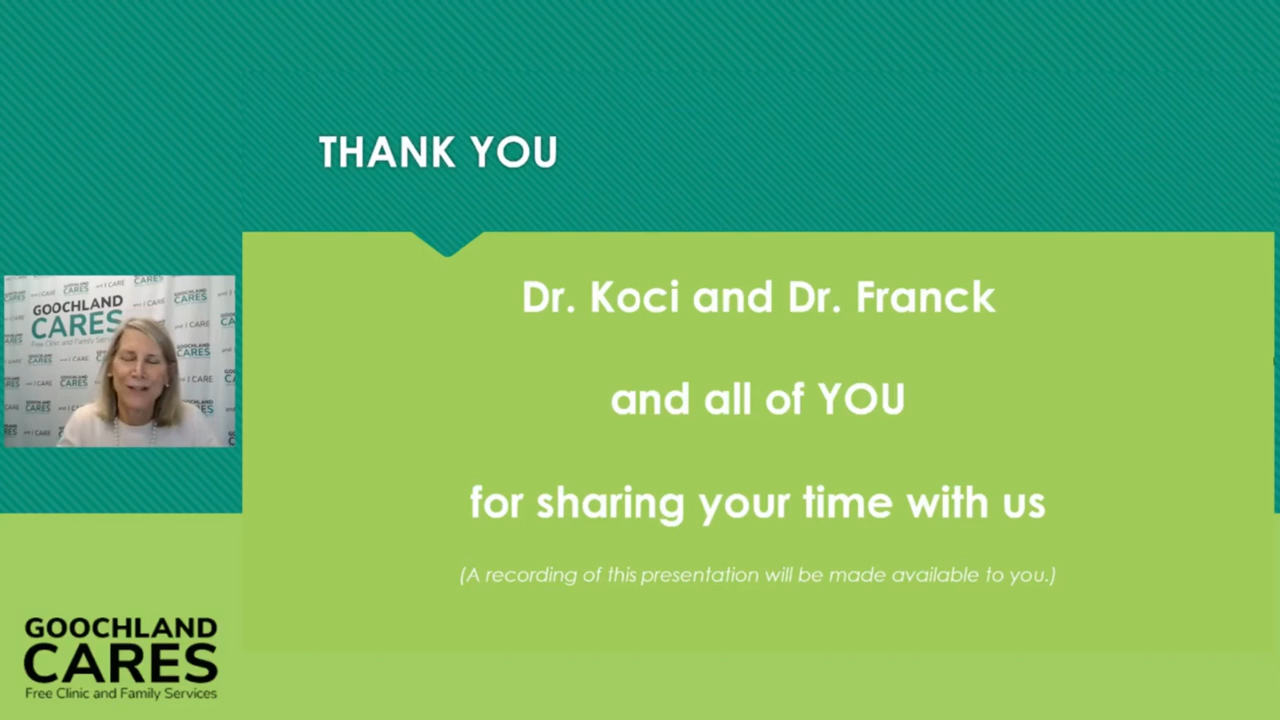 THANK YOU
Dr. Koci and Dr. Franck
and all of YOU
for sharing your time with us
(A recording of this presentation will be made available to you.)
GOOCHLAND
CARES
Free Clinic and Family Services
GOOCHLAND
CARES
Free Clinic and Family Services